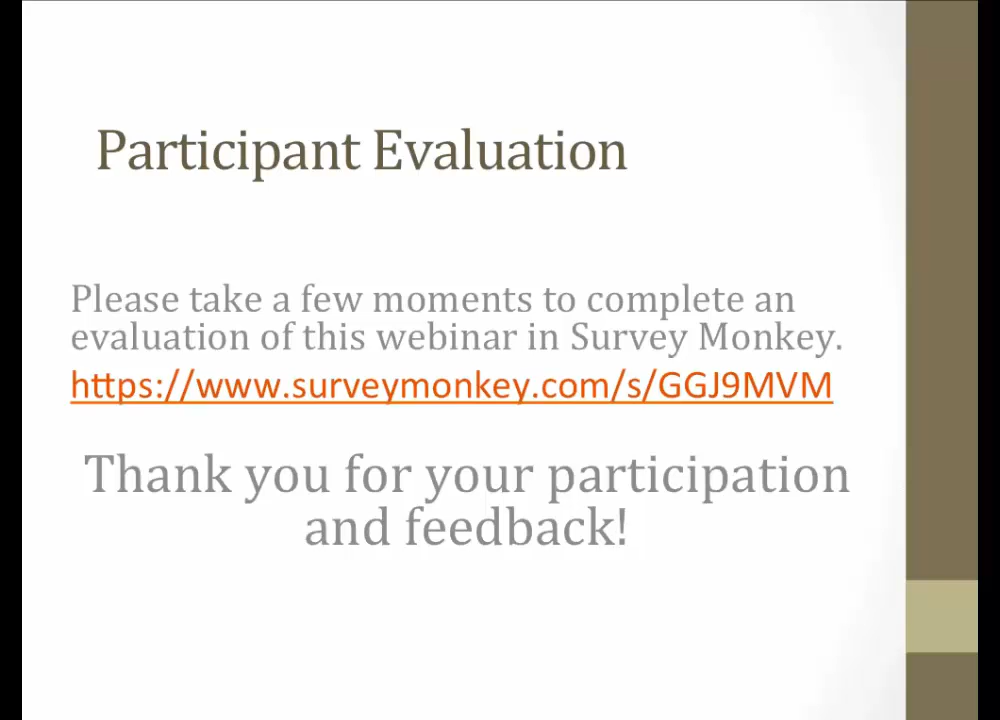 Participant Evaluation
Please take a few moments to complete an
evaluation of this webinar in Survey Monkey.
https://www.surveymonkey.com/s/GGJ9MVM
Thank you for your participation
and feedback!